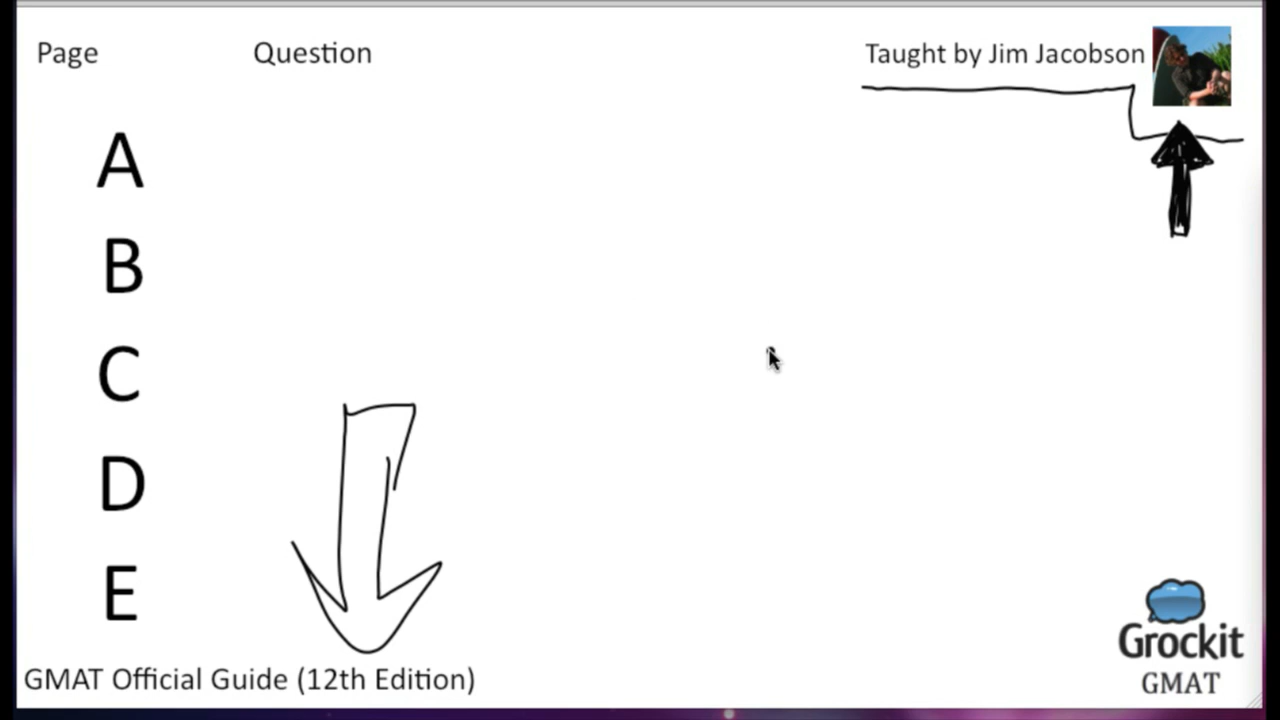 Page Question Taught by Jim Jacobson
A
B
C
D
E
GMAT Official Guide (12th Edition)
Grockit
GMAT